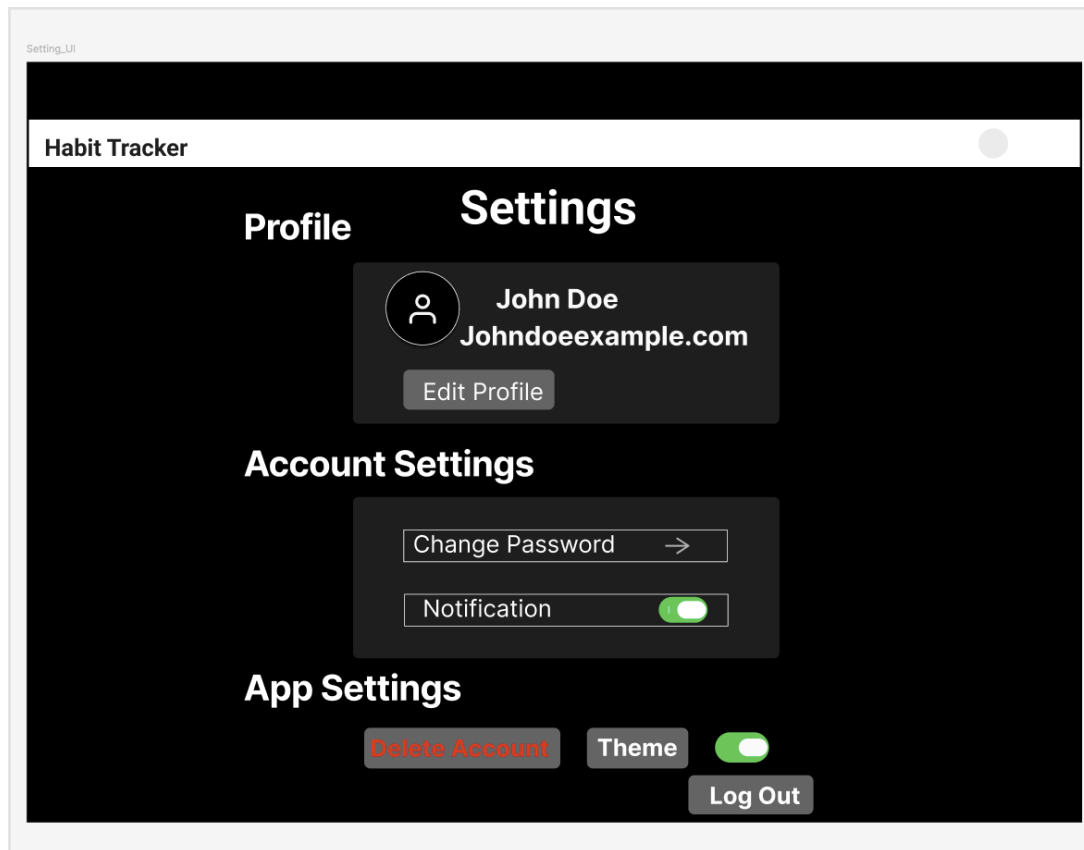 Setting_UI
Habit Tracker
Settings
Profile
John Doe
Johndoeexample.com
Edit Profile
Account Settings
Change Password
Notification
App Settings
Delete Account
Theme
Log Out